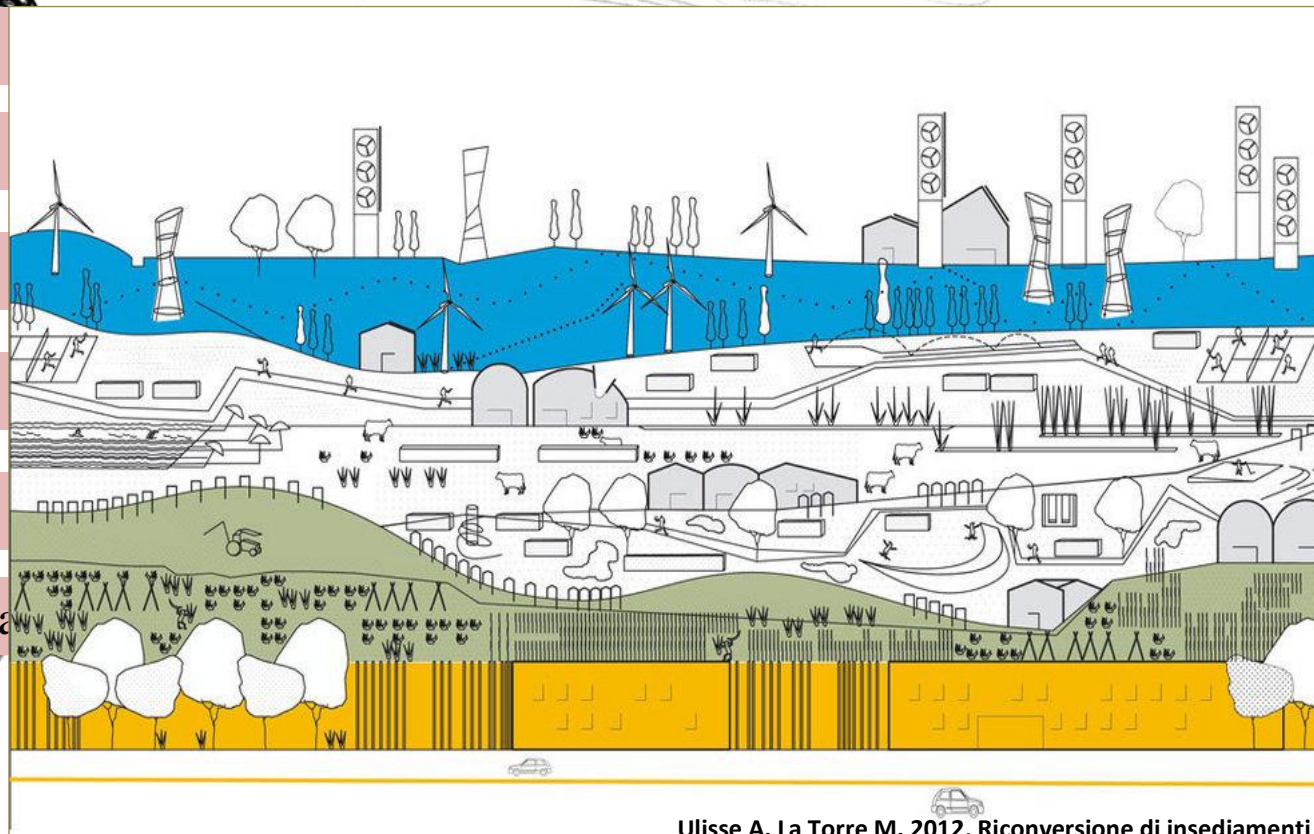 Ulisse A, La Torre M, 2012. Riconversione di insediamenti